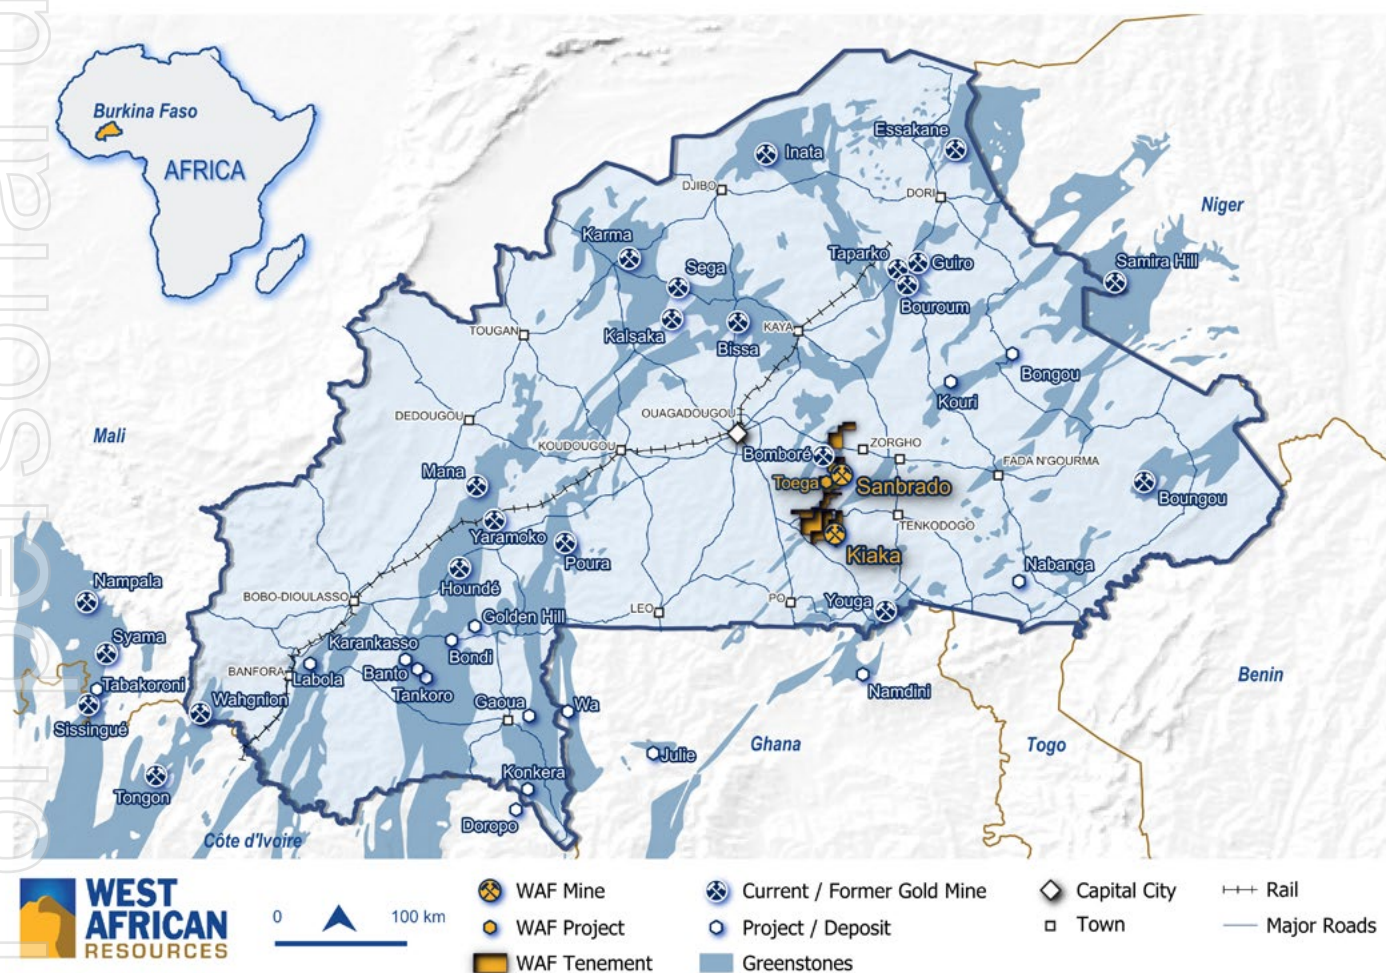 Burkina Faso
AFRICA
Essakane
Inata
DJIBO
DORI
Niger
Karma
Sega
Taparko
Guiro
Samira Hill
Bouroum
TOUGAN
Kalsaka
Bissa
KAYA
Bongou
Kouri
DEDOUGOU
OUAGADOUGOU
Mali
KOUDOUGOU
Bomboré
ZORGHO
FADA N'GOURMA
Mana
Toega
Sanbrado
Boungou
TENKODOGO
Yaramoko
Poura
Kiaka
Nampala
Houndé
Nabanga
BOBO-DIOULASSO
LEO
PO
Youga
Golden Hill
Syama
Karankasso
Bondi
BANFORA
Labola
Banto
Tankoro
Benin
Tabakoroni
Wahgnion
Gaoua
Wa
Namdini
Sissingué
Julie
Ghana
Togo
Tongon
Konkera
Doropo
Côte d'Ivoire
WEST
AFRICAN
RESOURCES
0 100 km
WAF Mine
WAF Project
WAF Tenement
Current / Former Gold Mine
Project / Deposit
Greenstones
Capital City
Town
Rail
Major Roads